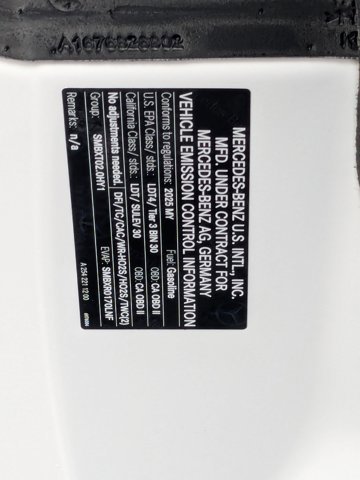 A1676826802
MERCEDES-BENZ U.S. INTL., INC.
MFD. UNDER CONTRACT FOR
MERCEDES-BENZ AG, GERMANY
VEHICLE EMISSION CONTROL INFORMATION
Conforms to regulations: 2025 MY Fuel: Gasoline
U.S. EPA Class/ stds.: LDT4/ Tier 3 BIN 30 OBD: CA OBD II
California Class/ stds.: LDT/ SULEV 30 OBD: CA OBD II
No adjustments needed. DFI/TC/CAC/WR-HO2S/HO2S/TWC(2)
Group: SMBXT02.0HY1 EVAP: SMBXR0170LNF
Remarks: n/a
A 254 221 12 00